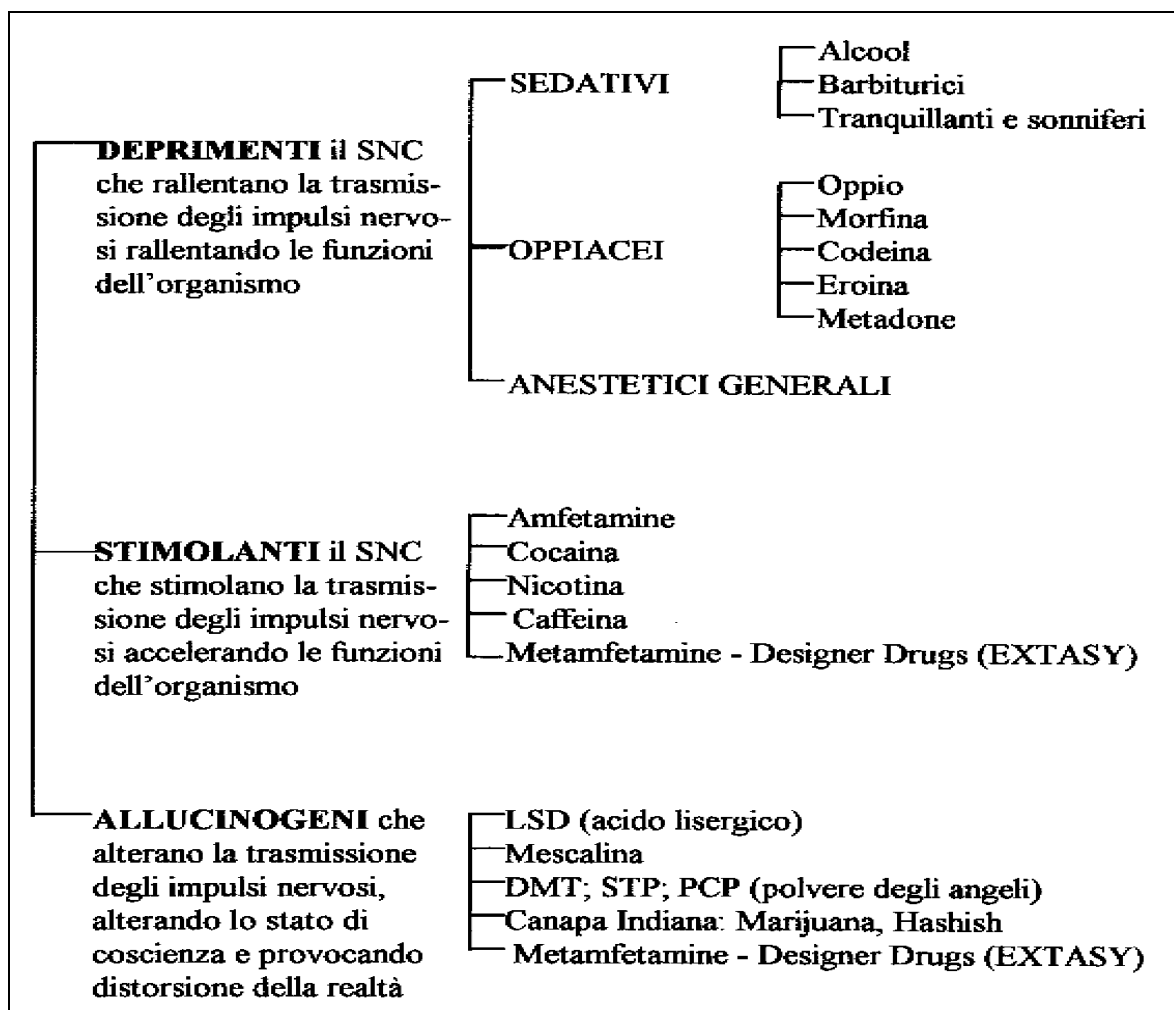 DEPRIMENTI il SNC
che rallentano la trasmis-
sione degli impulsi nervo-
si rallentando le funzioni
dell'organismo
SEDATIVI
Alcool
Barbiturici
Tranquillanti e sonniferi
OPPIACEI
Oppio
Morfina
Codeina
Eroina
Metadone
ANESTETICI GENERALI
STIMOLANTI il SNC
che stimolano la trasmis-
sione degli impulsi nervo-
si accelerando le funzioni
dell'organismo
Amfetamine
Cocaina
Nicotina
Caffeina
Metamfetamine - Designer Drugs (EXTASY)
ALLUCINOGENI che
alterano la trasmissione
degli impulsi nervosi,
alterando lo stato di
coscienza e provocando
distorsione della realtà
LSD (acido lisergico)
Mescalina
DMT; STP; PCP (polvere degli angeli)
Canapa Indiana: Marijuana, Hashish
Metamfetamine - Designer Drugs (EXTASY)